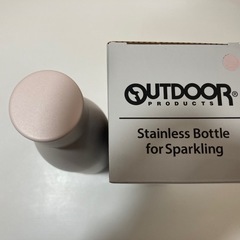 OUTDOOR
PRODUCTS
Stainless Bottle
for Sparkling